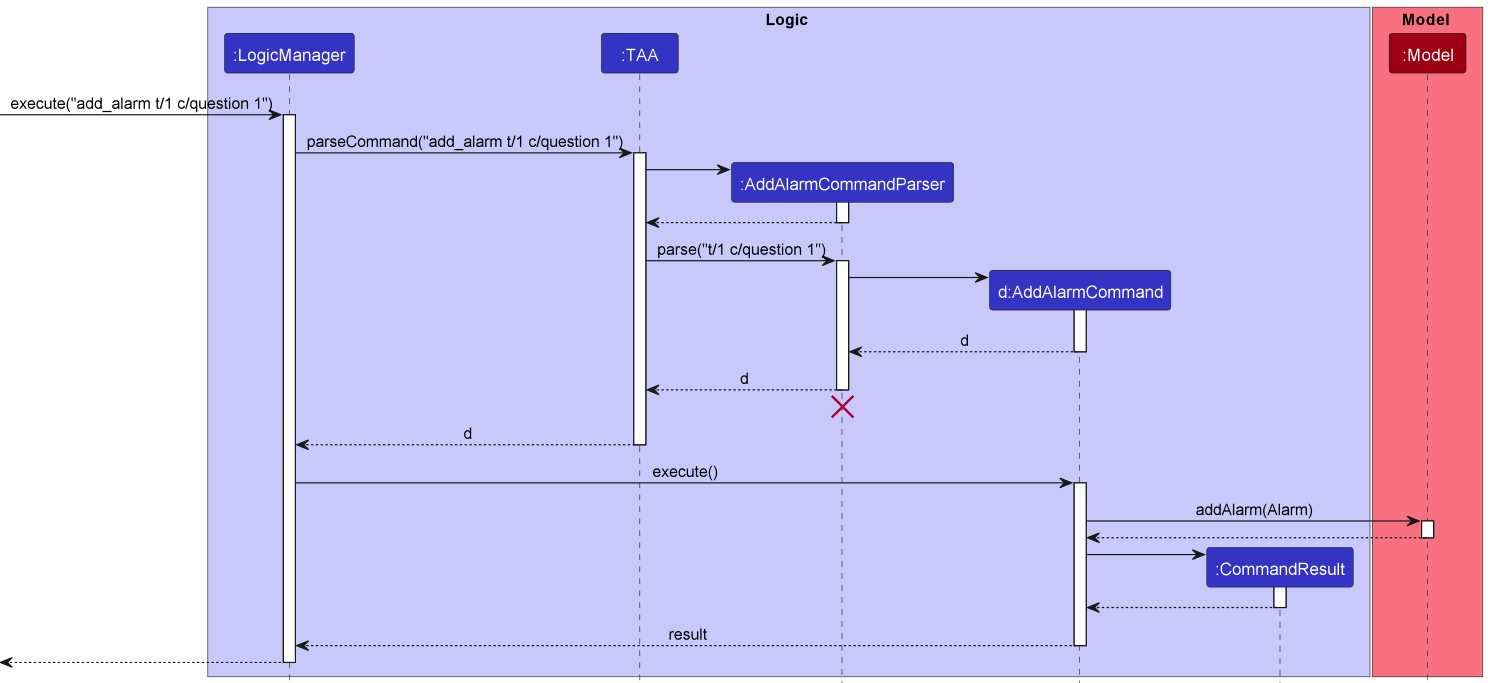 Logic
Model
:LogicManager
:TAA
:Model
execute("add_alarm t/1 c/question 1")
parseCommand("add_alarm t/1 c/question 1")
:AddAlarmCommandParser
parse("t/1 c/question 1")
d:AddAlarmCommand
d
d
d
execute()
addAlarm(Alarm)
:CommandResult
result